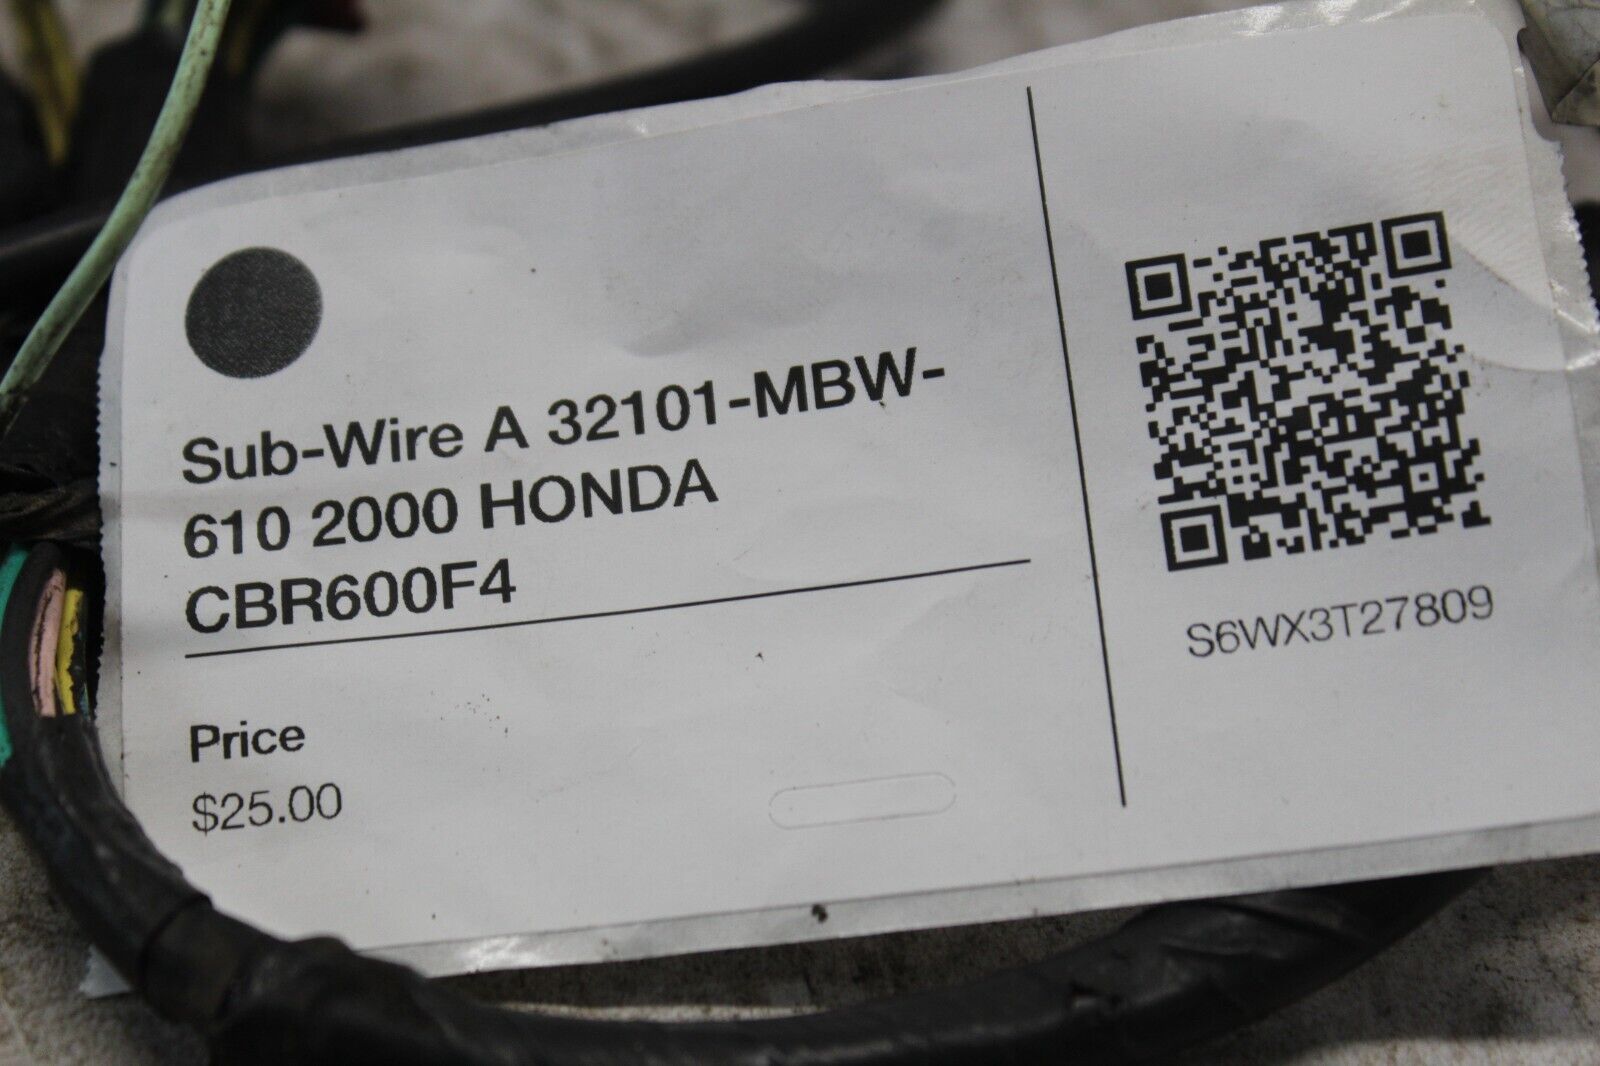 Sub-Wire A 32101-MBW-
610 2000 HONDA
CBR600F4
Price
$25.00
S6WX3T27809